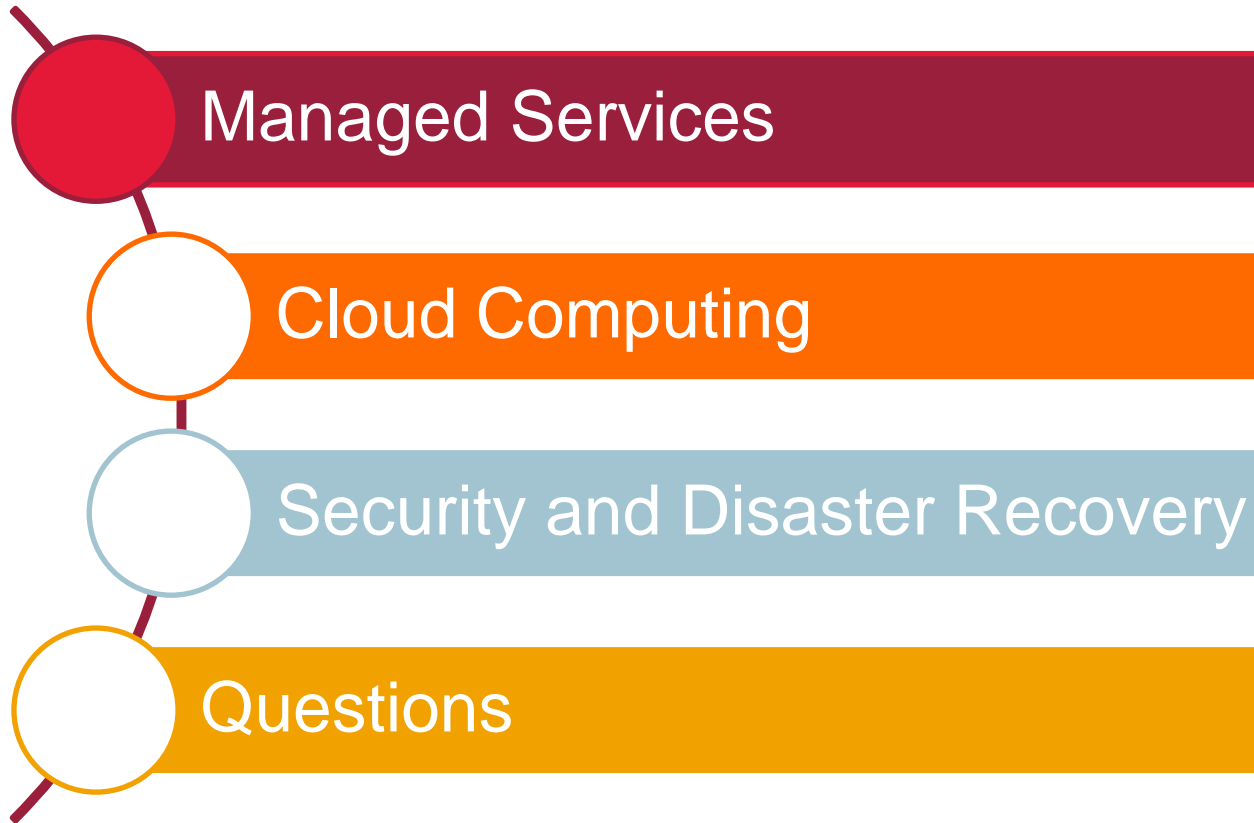 Managed Services
Cloud Computing
Security and Disaster Recovery
Questions